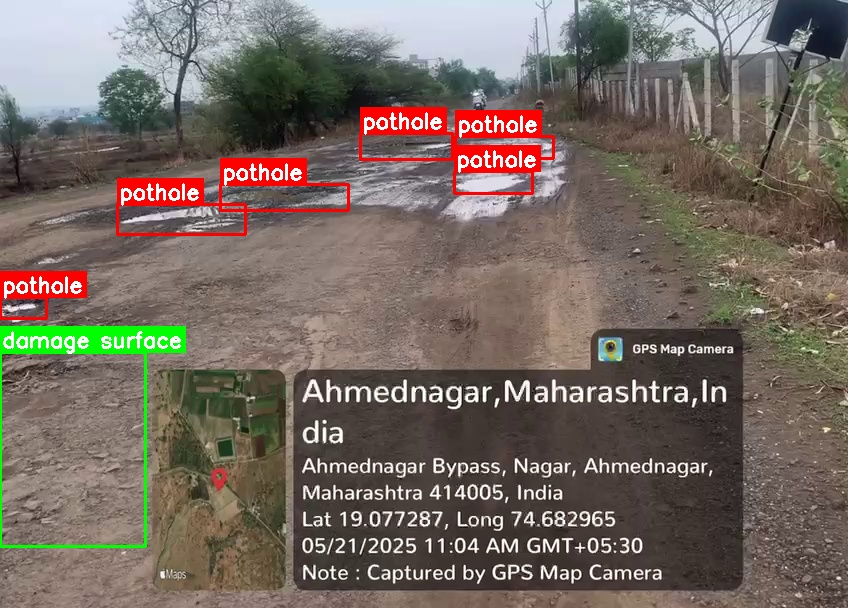 pothole
pothole
pothole
pothole
pothole
pothole
damage surface
GPS Map Camera
Ahmednagar,Maharashtra,In
dia
Ahmednagar Bypass, Nagar, Ahmednagar,
Maharashtra 414005, India
Lat 19.077287, Long 74.682965
05/21/2025 11:04 AM GMT+05:30
Note : Captured by GPS Map Camera
Maps